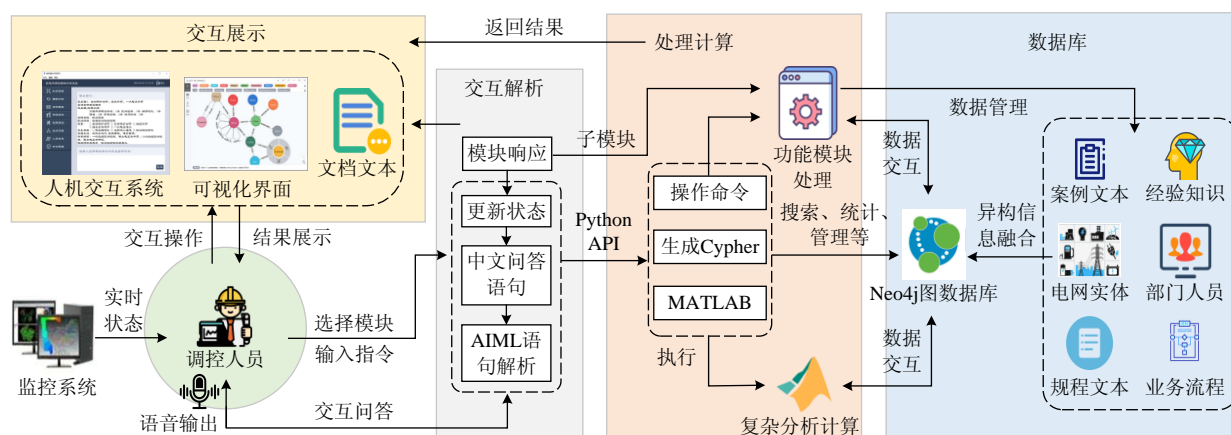 交互展示
返回结果
处理计算
数据库
交互解析
人机交互系统
可视化界面
文档文本
子模块
模块响应
功能模块
处理
数据管理
数据
交互
案例文本
经验知识
更新状态
中文问答
语句
AIML语
句解析
Python
API
操作命令
生成Cypher
MATLAB
搜索、统计、
管理等
Neo4j图数据库
异构信
息融合
电网实体
部门人员
交互操作
结果展示
实时
状态
监控系统
调控人员
选择模块
输入指令
语音输出
交互问答
执行
复杂分析计算
数据
交互
规程文本
业务流程